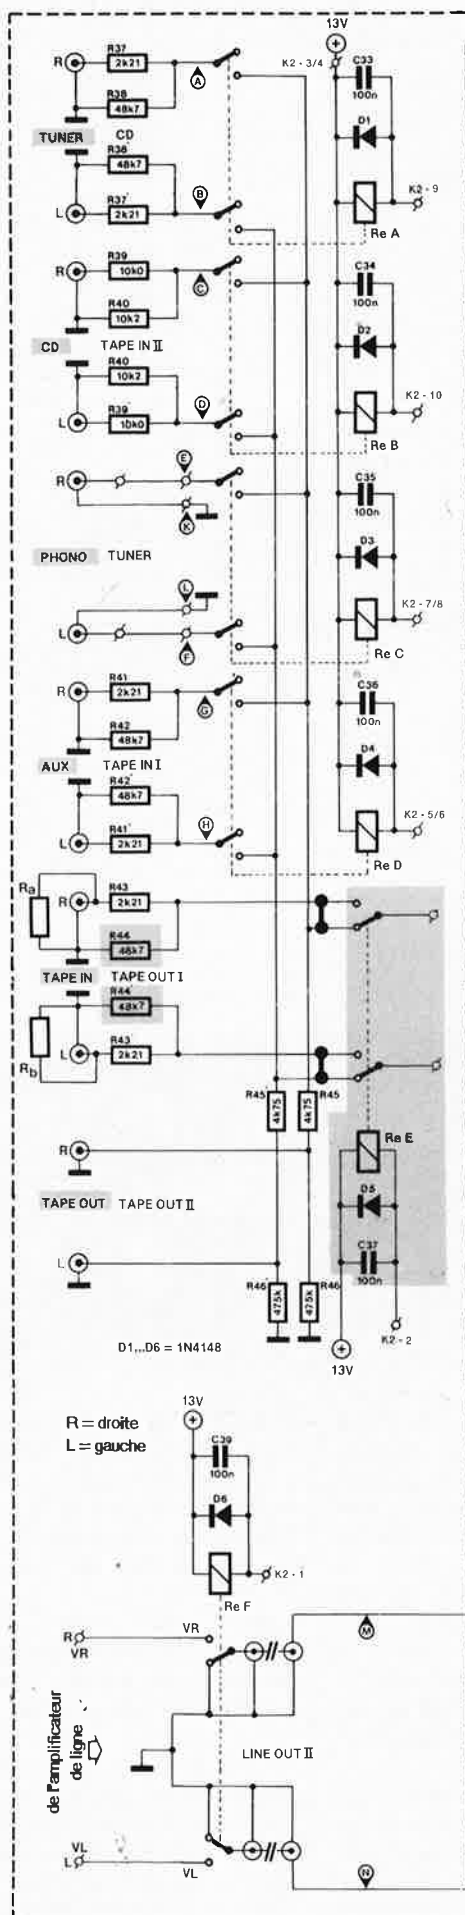 13V
R R37 2k21
A
K2 - 3/4
C33 100n
R38 48k7
D1
TUNER CD
R38' 48k7
K2 - 9
R37' 2k21
B
L
Re A
R R39 10k0
C
C34 100n
R40 10k2
D2
CD TAPE IN II
R40' 10k2
K2 - 10
L R39' 10k0
D
Re B
R E
K
C35 100n
D3
PHONO TUNER
L
K2 - 7/8
L F
Re C
R R41 2k21
G
C36 100n
R42 48k7
D4
AUX TAPE IN I
R42' 48k7
K2 - 5/6
L R41' 2k21
H
Re D
Ra R R43 2k21
R44 48k7
TAPE IN TAPE OUT I
R44' 48k7
Rb L R43' 2k21
R45' 4k75
4k75 R45
R
Re E
D5
TAPE OUT TAPE OUT II
C37 100n
L
R46' 475k
475k R46
K2 - 2
D1,,,D6 = 1N4148
13V
13V
R = droite
L = gauche
C39 100n
D6
K2 - 1
Re F
R VR
VR
M
de l'amplificateur
de ligne
LINE OUT II
VL
L
VL
N